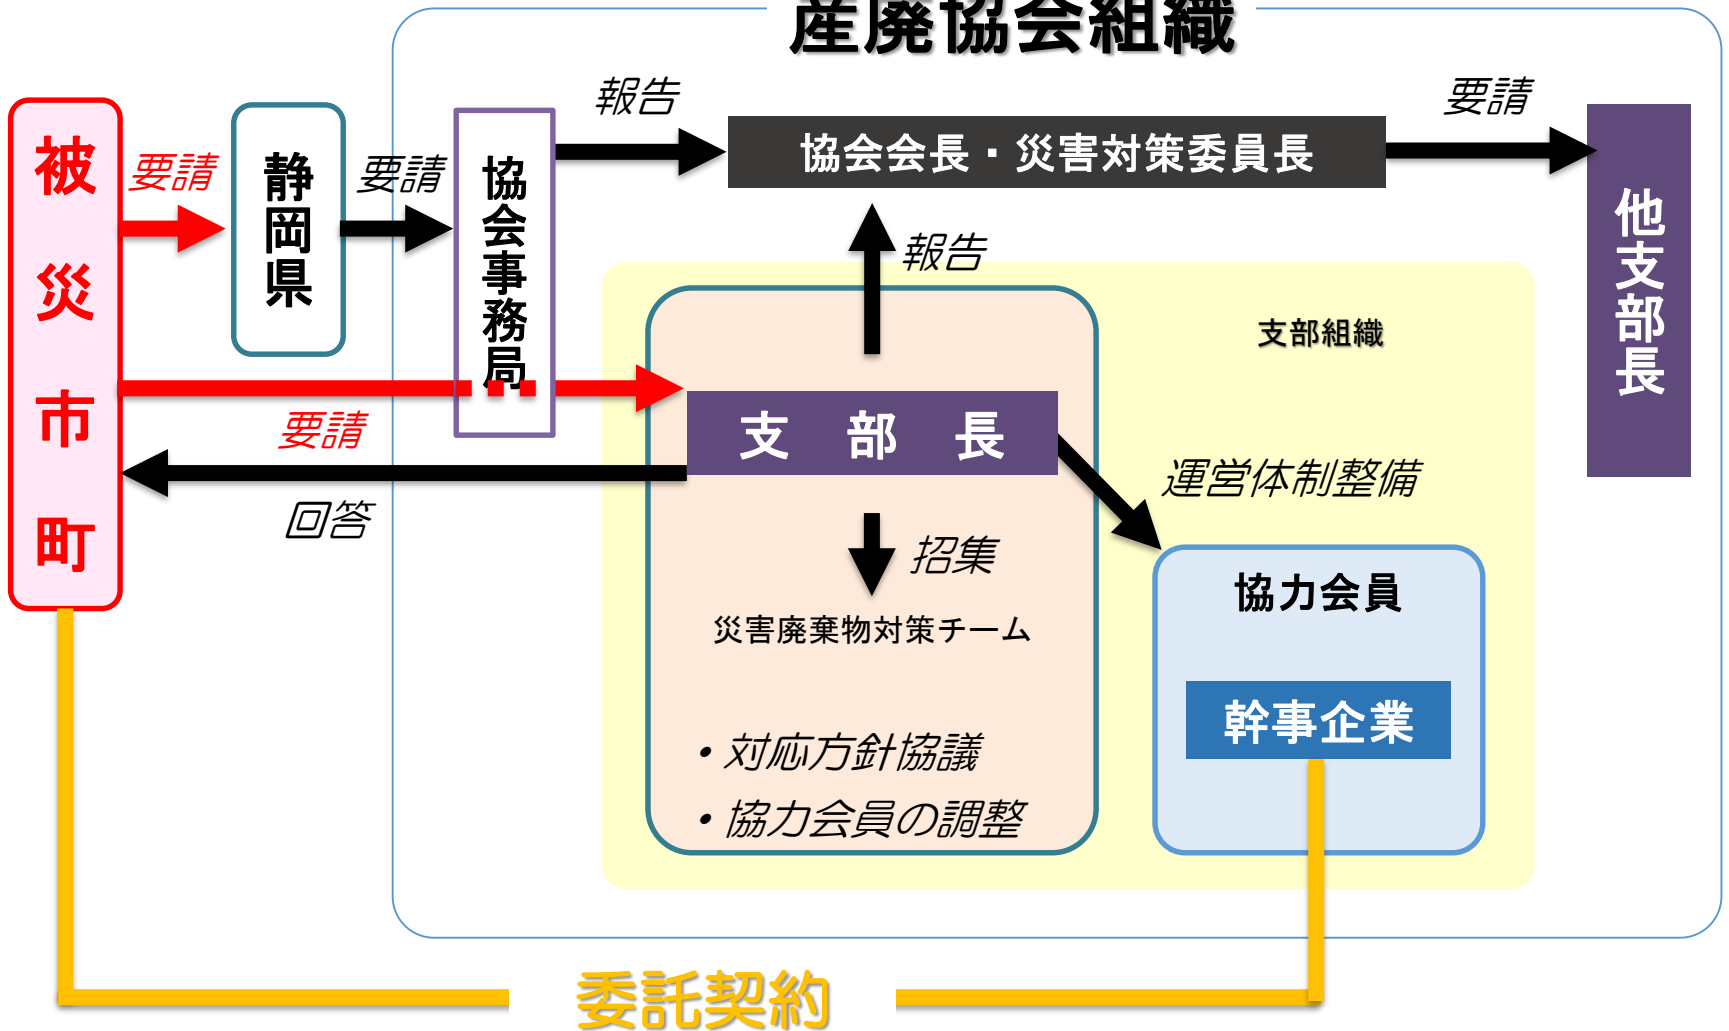 産廃協会組織
被災市町
要請
静岡県
要請
協会事務局
報告
協会会長・災害対策委員長
要請
他支部長
報告
支部組織
要請
支部長
回答
運営体制整備
招集
災害廃棄物対策チーム
・対応方針協議
・協力会員の調整
協力会員
幹事企業
委託契約